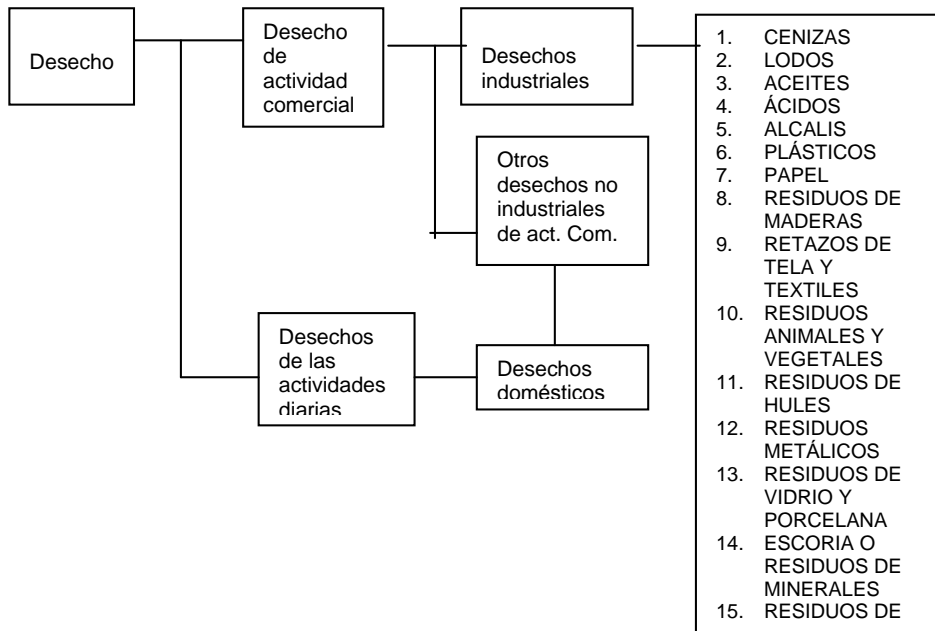 Desecho
Desecho
de
actividad
comercial
Desechos
industriales
Otros
desechos no
industriales
de act. Com.
Desechos
de las
actividades
diarias
Desechos
domésticos
1. CENIZAS
2. LODOS
3. ACEITES
4. ÁCIDOS
5. ALCALIS
6. PLÁSTICOS
7. PAPEL
8. RESIDUOS DE
MADERAS
9. RETAZOS DE
TELA Y
TEXTILES
10. RESIDUOS
ANIMALES Y
VEGETALES
11. RESIDUOS DE
HULES
12. RESIDUOS
METÁLICOS
13. RESIDUOS DE
VIDRIO Y
PORCELANA
14. ESCORIA O
RESIDUOS DE
MINERALES
15. RESIDUOS DE